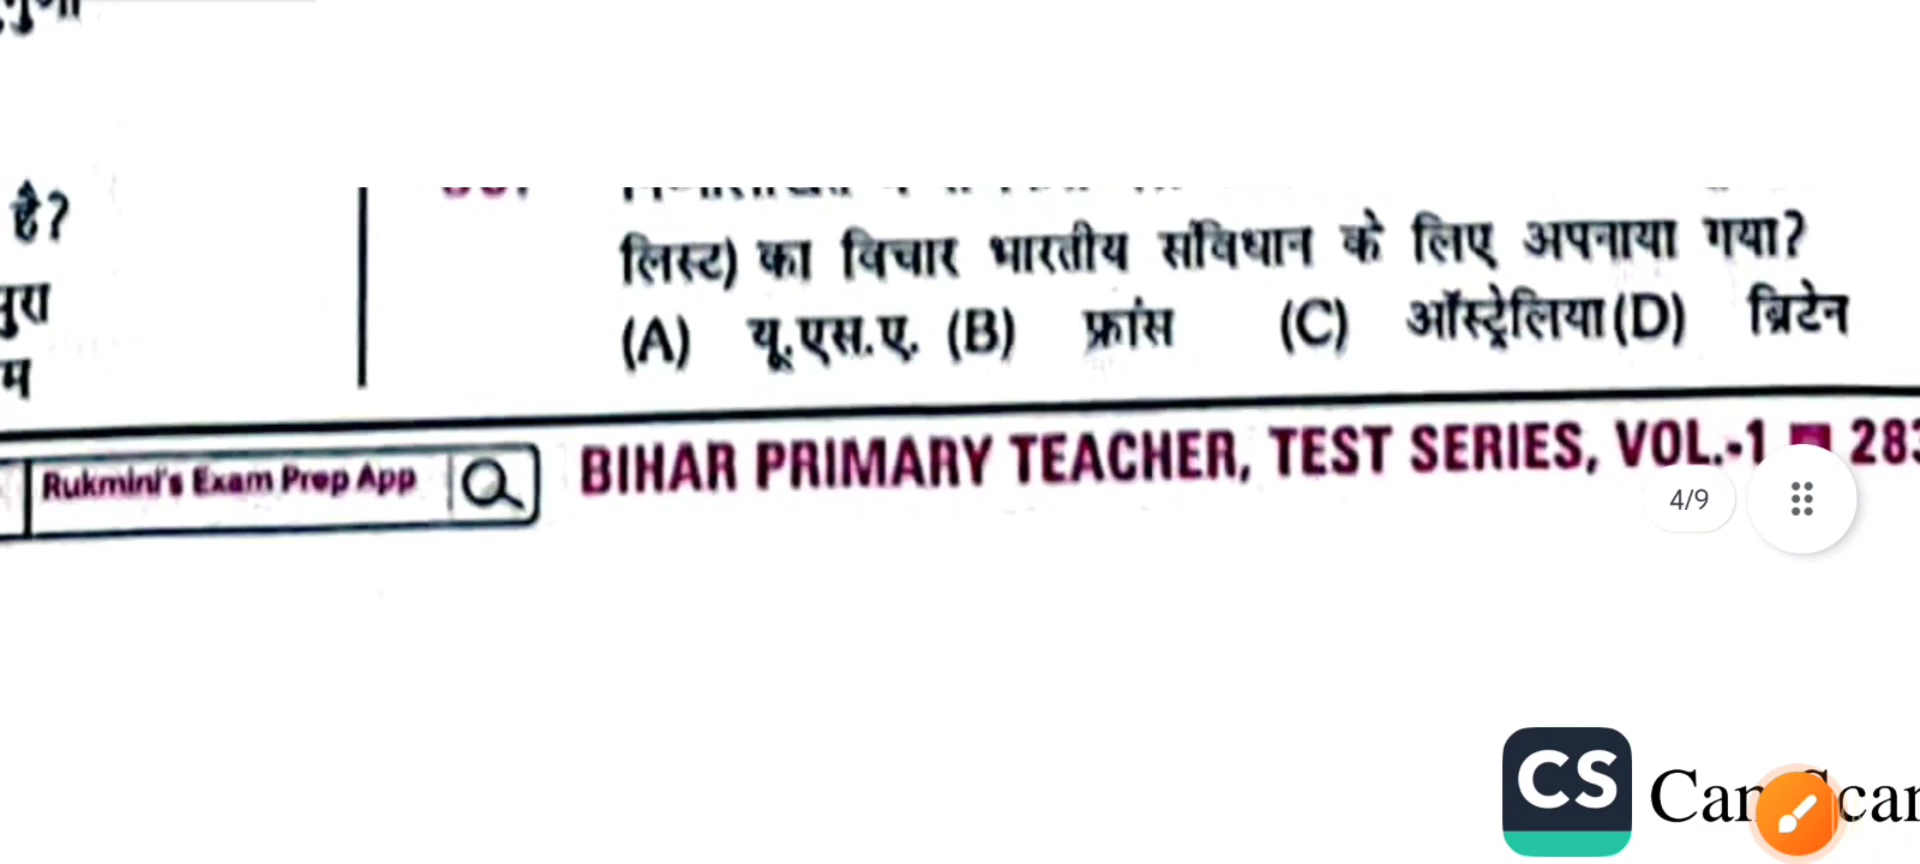 है?
पुरा
म
लिस्ट) का विचार भारतीय संविधान के लिए अपनाया गया?
(A) यू.एस.ए. (B) फ्रांस (C) ऑस्ट्रेलिया (D) ब्रिटेन
Rukmini's Exam Prep App
BIHAR PRIMARY TEACHER, TEST SERIES, VOL.-1 ■ 283
4/9
CS